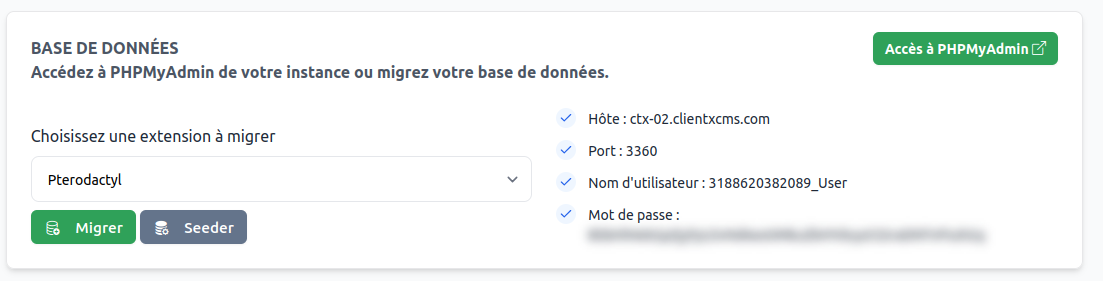 BASE DE DONNÉES
Accédez à PHPMyAdmin de votre instance ou migrez votre base de données.
Accès à PHPMyAdmin
Choisissez une extension à migrer
Pterodactyl
Migrer
Seeder
Hôte : ctx-02.clientxcms.com
Port : 3360
Nom d'utilisateur : 3188620382089_User
Mot de passe :